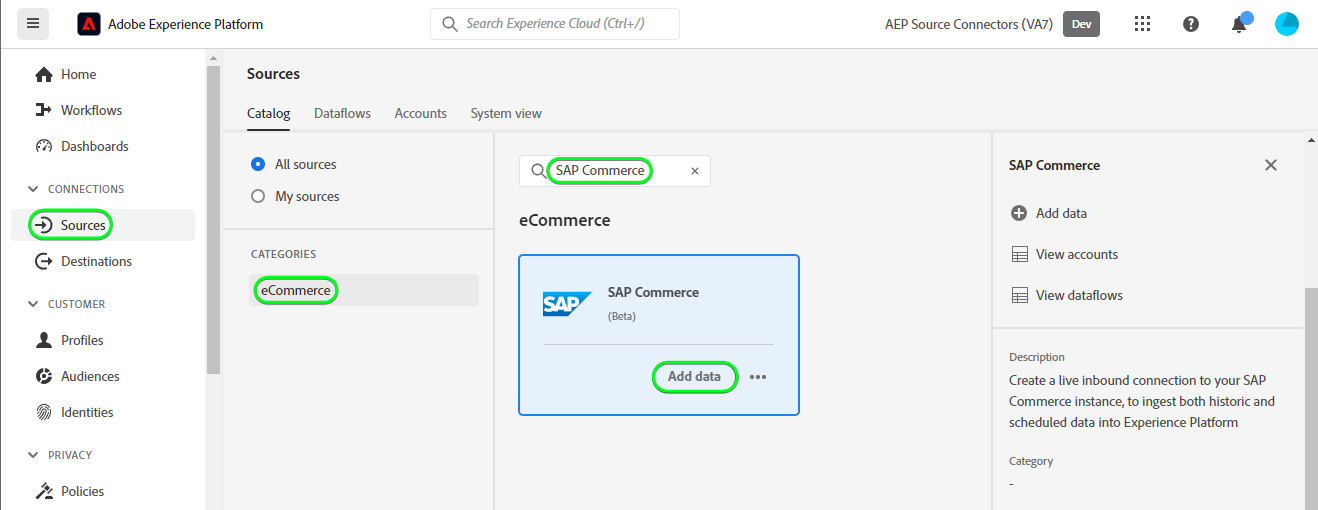 Adobe Experience Platform
Search Experience Cloud (Ctrl+/)
AEP Source Connectors (VA7)
Dev
Home
Workflows
Dashboards
CONNECTIONS
Sources
Destinations
CUSTOMER
Profiles
Audiences
Identities
PRIVACY
Policies
Sources
Catalog
Dataflows
Accounts
System view
All sources
My sources
CATEGORIES
eCommerce
SAP Commerce
eCommerce
SAP
SAP Commerce
(Beta)
Add data
SAP Commerce
Add data
View accounts
View dataflows
Description
Create a live inbound connection to your SAP
Commerce instance, to ingest both historic and
scheduled data into Experience Platform
Category
-